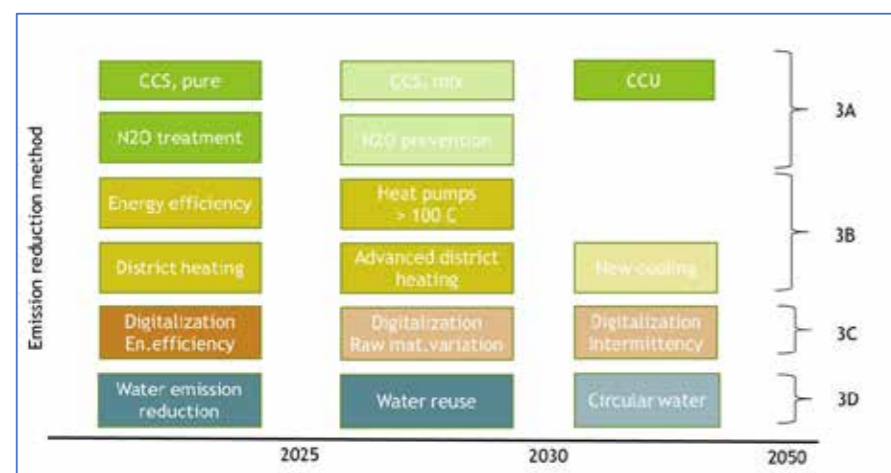 Emission reduction method
CCS, pure
CCS, mix
CCU
3A
N2O treatment
N2O prevention
Energy efficiency
Heat pumps
> 100 C
3B
District heating
Advanced district
heating
New cooling
Digitalization
En.efficiency
Digitalization
Raw mat.variation
Digitalization
Intermittency
3C
Water emission
reduction
Water reuse
Circular water
3D
2025
2030
2050